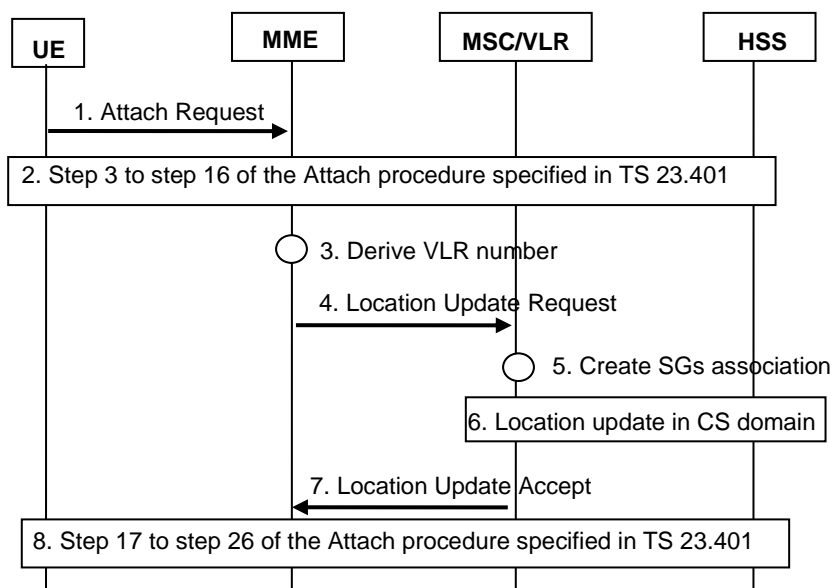 UE
MME
MSC/VLR
HSS
1. Attach Request
2. Step 3 to step 16 of the Attach procedure specified in TS 23.401
3. Derive VLR number
4. Location Update Request
5. Create SGs association
6. Location update in CS domain
7. Location Update Accept
8. Step 17 to step 26 of the Attach procedure specified in TS 23.401